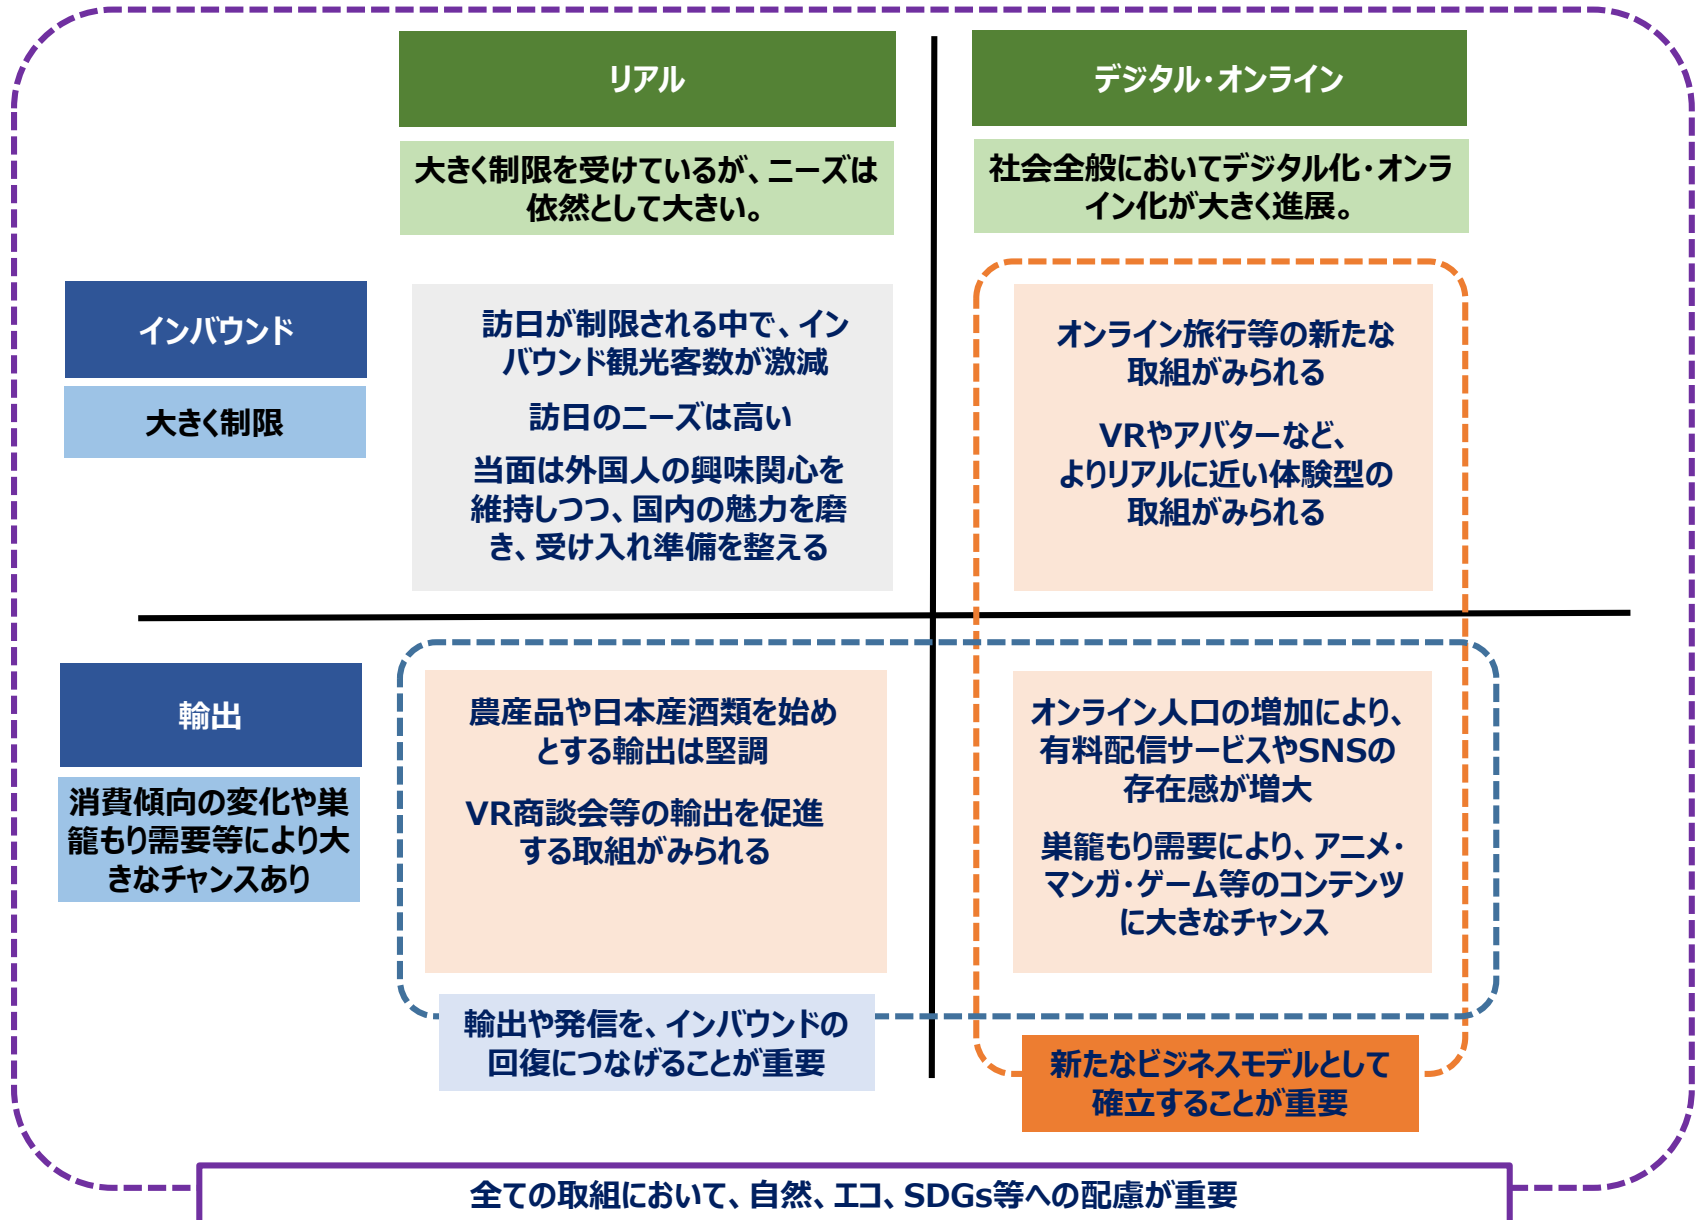 リアル
デジタル・オンライン
大きく制限を受けているが、ニーズは
依然として大きい。
社会全般においてデジタル化・オンラ
イン化が大きく進展。
インバウンド
大きく制限
訪日が制限される中で、イン
バウンド観光客数が激減
訪日のニーズは高い
当面は外国人の興味関心を
維持しつつ、国内の魅力を磨
き、受け入れ準備を整える
オンライン旅行等の新たな
取組がみられる
VRやアバターなど、
よりリアルに近い体験型の
取組がみられる
輸出
消費傾向の変化や巣
籠もり需要等により大
きなチャンスあり
農産品や日本産酒類を始め
とする輸出は堅調
VR商談会等の輸出を促進
する取組がみられる
オンライン人口の増加により、
有料配信サービスやSNSの
存在感が増大
巣籠もり需要により、アニメ・
マンガ・ゲーム等のコンテンツ
に大きなチャンス
輸出や発信を、インバウンドの
回復につなげることが重要
新たなビジネスモデルとして
確立することが重要
全ての取組において、自然、エコ、SDGs等への配慮が重要